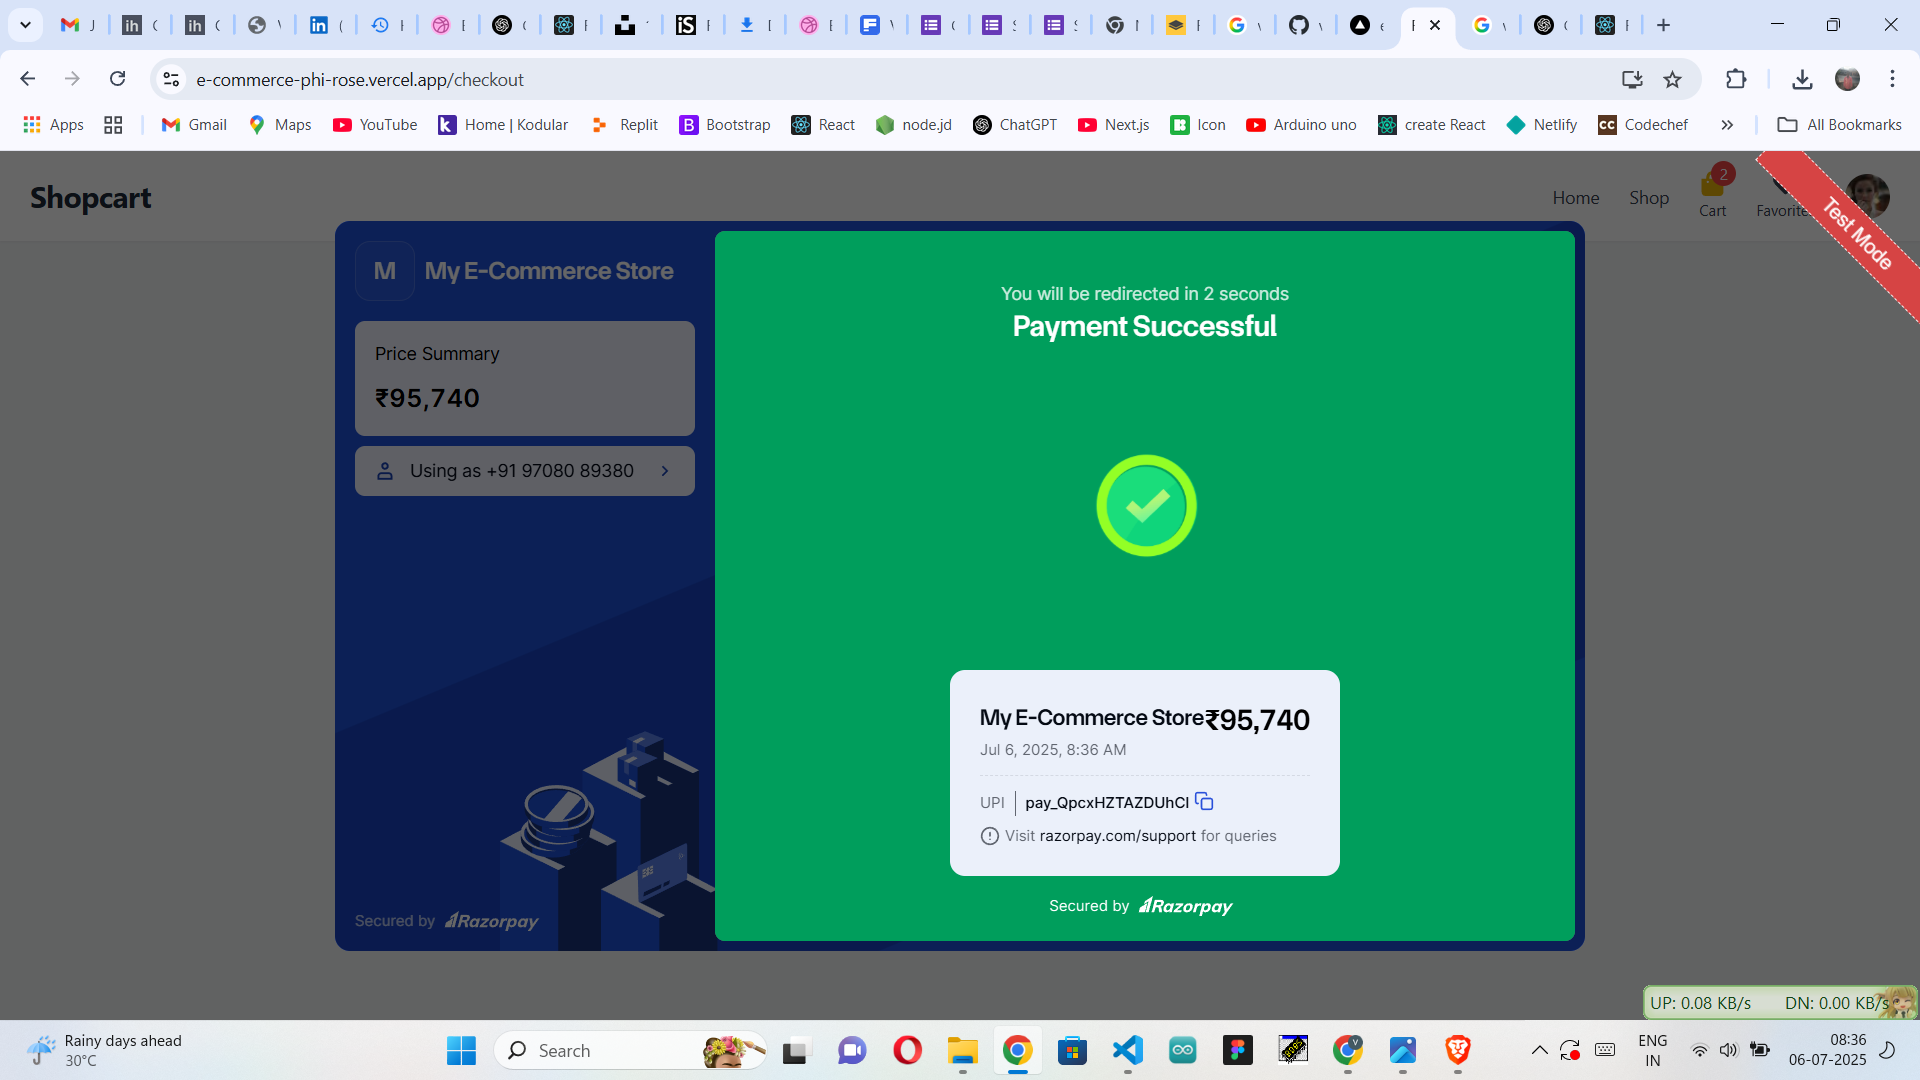 J
ih
ih
in
iS
e-commerce-phi-rose.vercel.app/checkout
Apps
Gmail
Maps
YouTube
Home | Kodular
Replit
Bootstrap
React
node.jd
ChatGPT
Next.js
Icon
Arduino uno
create React
Netlify
Codechef
All Bookmarks
Shopcart
Home
Shop
2
Cart
Favorite
Test Mode
M
My E-Commerce Store
Price Summary
₹95,740
Using as +91 97080 89380
Secured by Razorpay
You will be redirected in 2 seconds
Payment Successful
My E-Commerce Store₹95,740
Jul 6, 2025, 8:36 AM
UPI
Visit razorpay.com/support for queries
Secured by Razorpay
UP: 0.08 KB/s DN: 0.00 KB/s
Rainy days ahead
30°C
Search
ENG
IN
08:36
06-07-2025